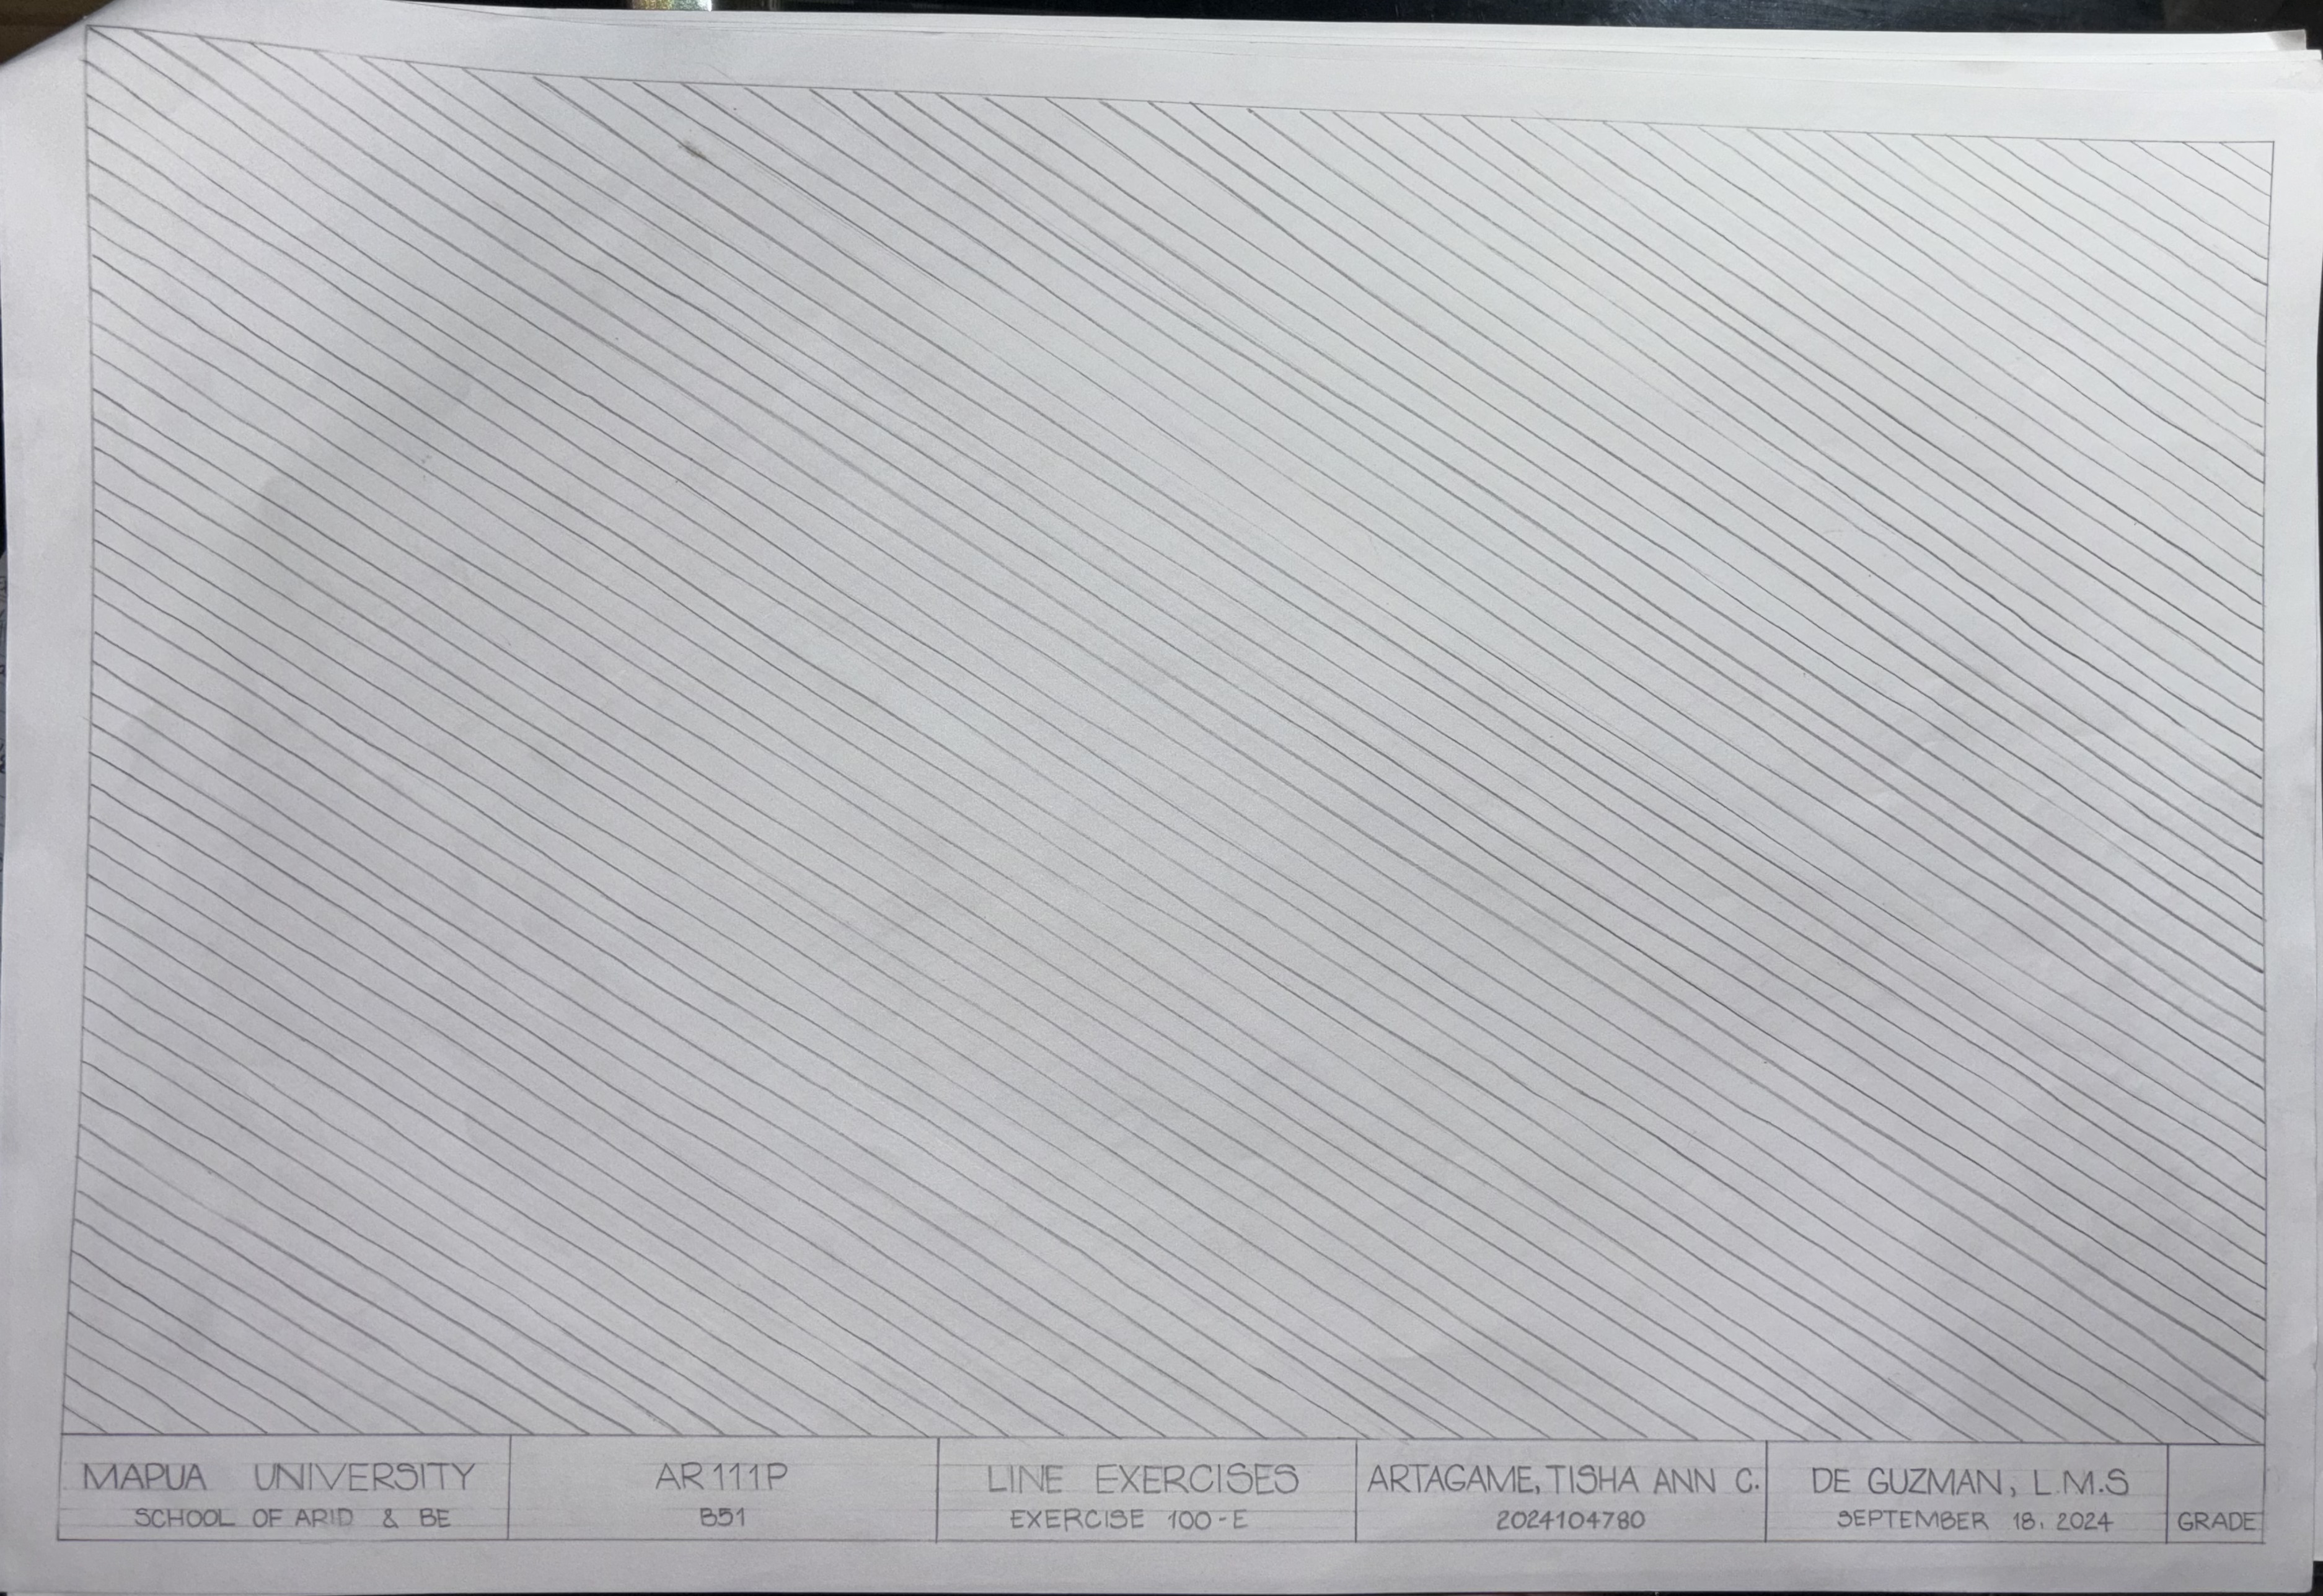 MAPUA UNIVERSITY
SCHOOL OF ARID & BE
AR111P
B51
LINE EXERCISES
EXERCISE 100-E
ARTAGAME, TISHA ANN C.
2024104780
DE GUZMAN, L.M.S
SEPTEMBER 18, 2024
GRADE